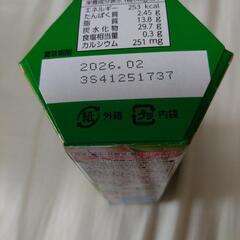 エネルギー 253 kcal
たんぱく質 2.45 g
脂質 13.8 g
炭水化物 29.7 g
食塩相当量 0.3 g
カルシウム 251 mg
賞味期限
2026.02
3S41251737
紙 外箱
プラ 内袋